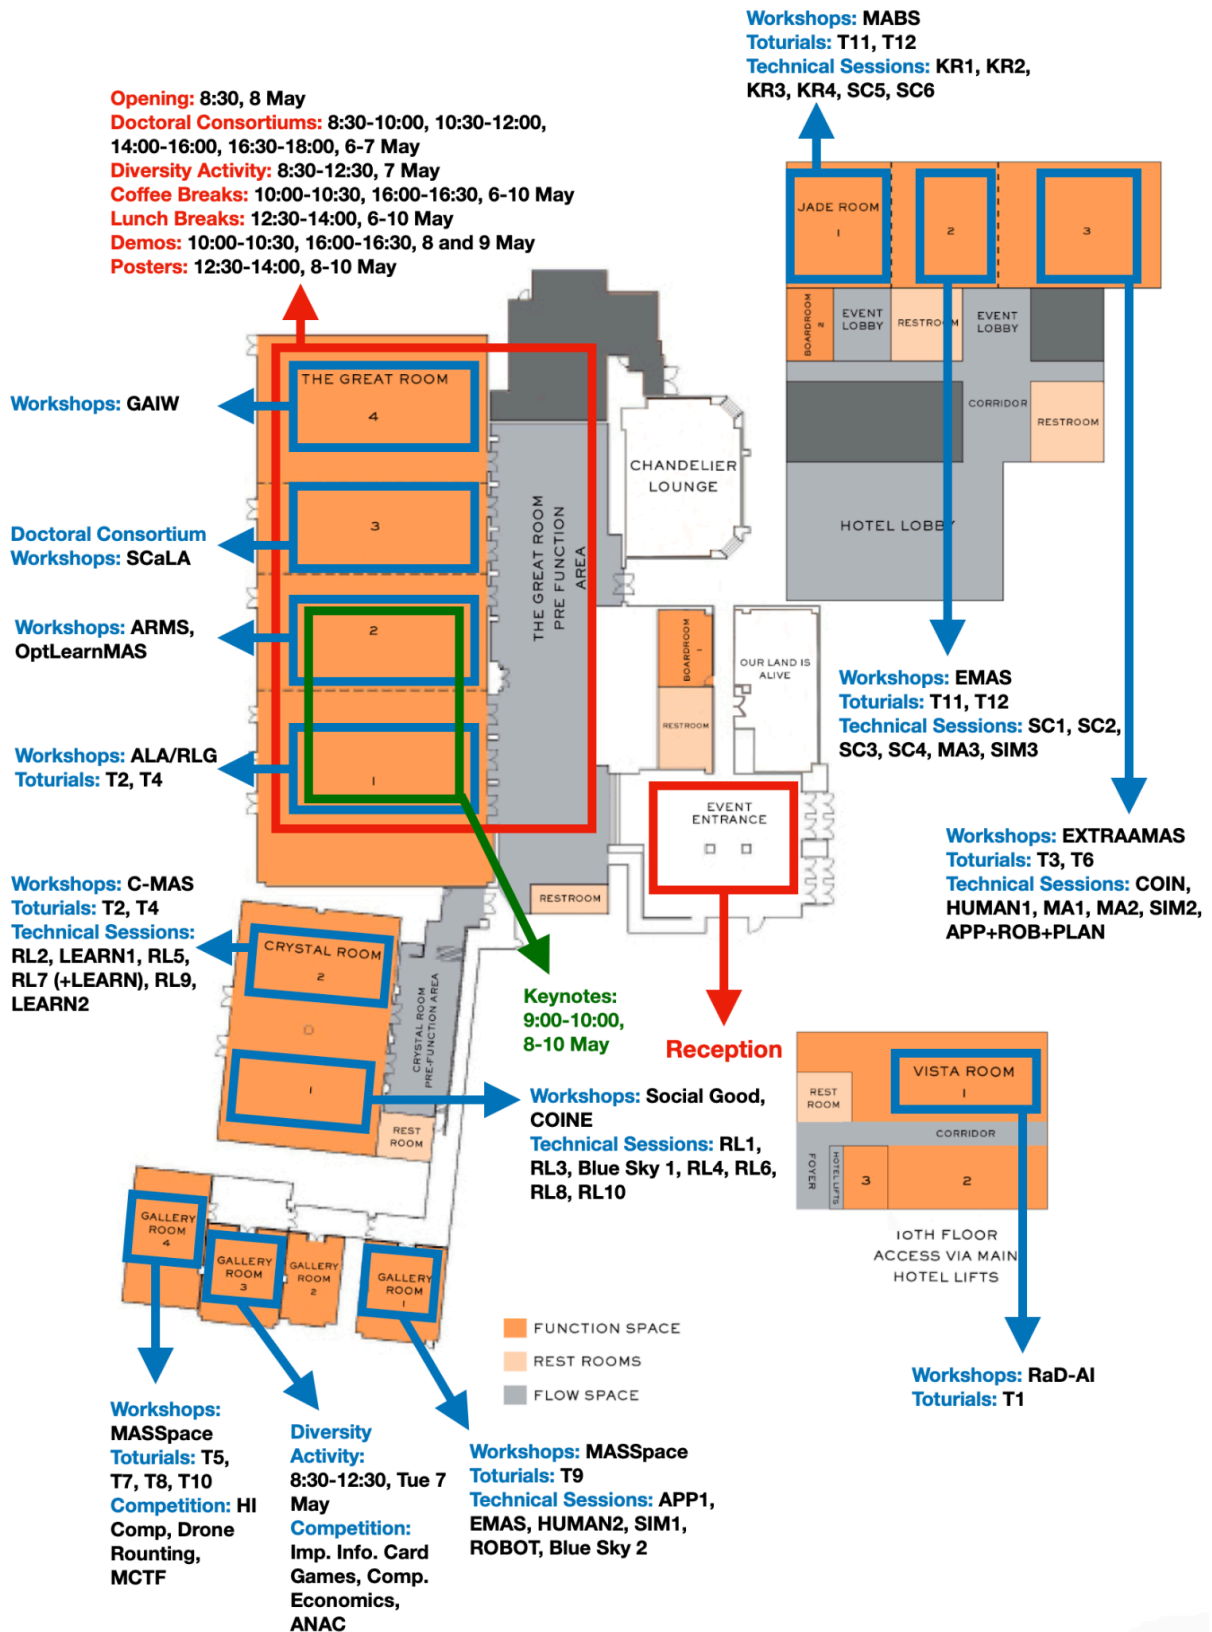 Workshops: MABS
Toturials: T11, T12
Technical Sessions: KR1, KR2,
KR3, KR4, SC5, SC6
Opening: 8:30, 8 May
Doctoral Consortiums: 8:30-10:00, 10:30-12:00,
14:00-16:00, 16:30-18:00, 6-7 May
Diversity Activity: 8:30-12:30, 7 May
Coffee Breaks: 10:00-10:30, 16:00-16:30, 6-10 May
Lunch Breaks: 12:30-14:00, 6-10 May
Demos: 10:00-10:30, 16:00-16:30, 8 and 9 May
Posters: 12:30-14:00, 8-10 May
JADE ROOM
1
2
3
BOARDROOM
2
EVENT
LOBBY
RESTROOM
EVENT
LOBBY
CORRIDOR
RESTROOM
HOTEL LOBBY
THE GREAT ROOM
4
Workshops: GAIW
3
Doctoral Consortium
Workshops: SCaLA
2
Workshops: ARMS,
OptLearnMAS
1
Workshops: ALA/RLG
Toturials: T2, T4
THE GREAT ROOM
PRE FUNCTION
AREA
CHANDELIER
LOUNGE
BOARDROOM
1
RESTROOM
OUR LAND IS
ALIVE
EVENT
ENTRANCE
RESTROOM
Workshops: EMAS
Toturials: T11, T12
Technical Sessions: SC1, SC2,
SC3, SC4, MA3, SIM3
Workshops: EXTRAAMAS
Toturials: T3, T6
Technical Sessions: COIN,
HUMAN1, MA1, MA2, SIM2,
APP+ROB+PLAN
Workshops: C-MAS
Toturials: T2, T4
Technical Sessions:
RL2, LEARN1, RL5,
RL7 (+LEARN), RL9,
LEARN2
CRYSTAL ROOM
2
1
CRYSTAL ROOM
PRE-FUNCTION AREA
REST
ROOM
Keynotes:
9:00-10:00,
8-10 May
Reception
Workshops: Social Good,
COINE
Technical Sessions: RL1,
RL3, Blue Sky 1, RL4, RL6,
RL8, RL10
VISTA ROOM
1
REST
ROOM
CORRIDOR
FOYER
HOTEL LIFTS
3
2
10TH FLOOR
ACCESS VIA MAIN
HOTEL LIFTS
GALLERY
ROOM
4
GALLERY
ROOM
3
GALLERY
ROOM
2
GALLERY
ROOM
1
FUNCTION SPACE
REST ROOMS
FLOW SPACE
Workshops: RaD-AI
Toturials: T1
Workshops:
MASSpace
Toturials: T5,
T7, T8, T10
Competition: HI
Comp, Drone
Rounting,
MCTF
Diversity
Activity:
8:30-12:30, Tue 7
May
Competition:
Imp. Info. Card
Games, Comp.
Economics,
ANAC
Workshops: MASSpace
Toturials: T9
Technical Sessions: APP1,
EMAS, HUMAN2, SIM1,
ROBOT, Blue Sky 2